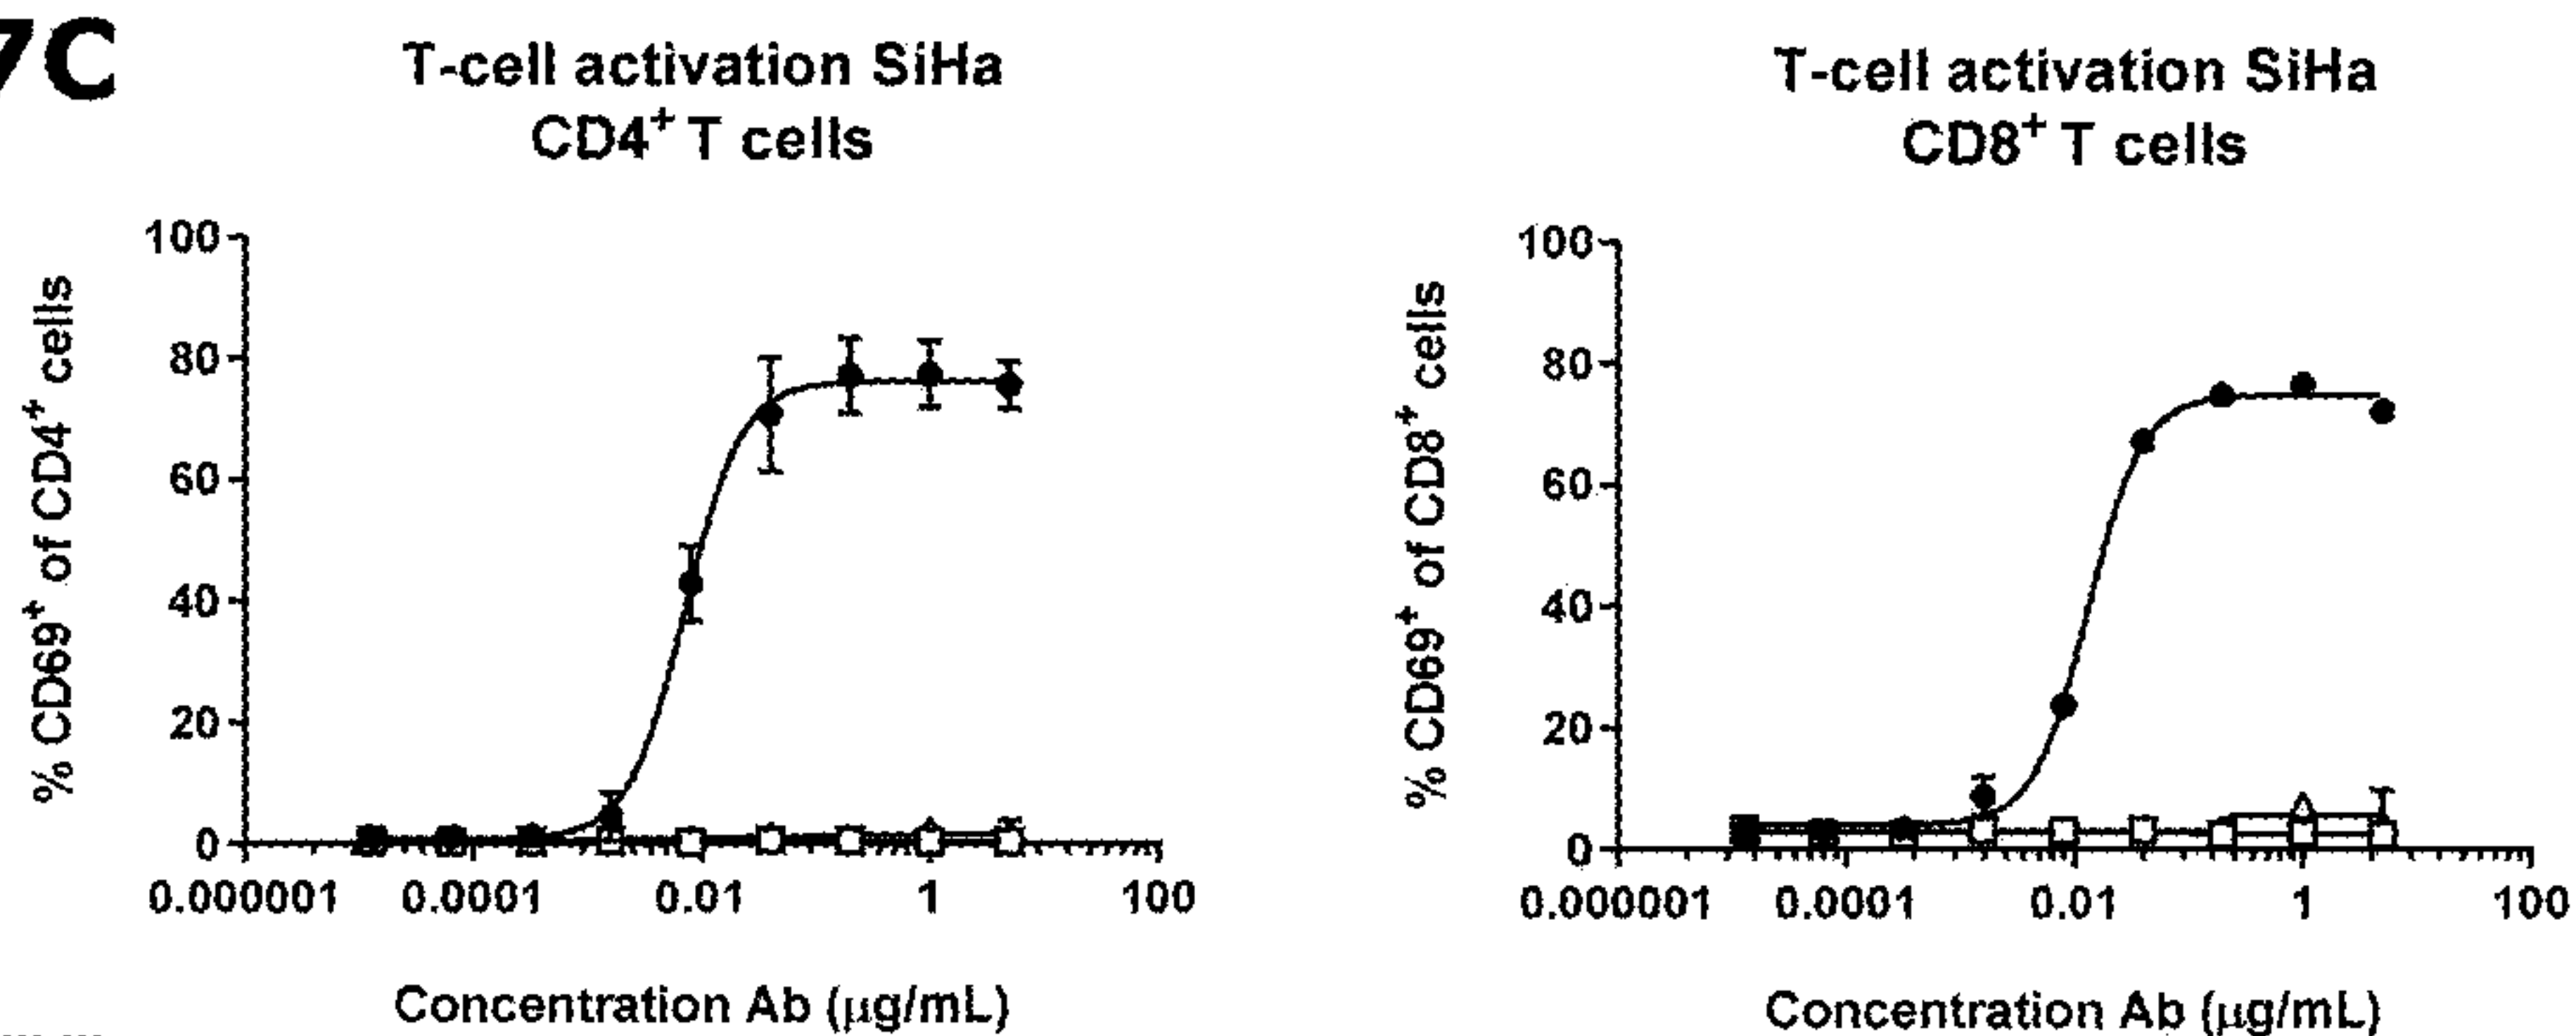 7C
T-cell activation SiHa
CD4⁺ T cells
% CD69⁺ of CD4⁺ cells
100
80
60
40
20
0
0.000001 0.0001 0.01 1 100
Concentration Ab (μg/mL)
T-cell activation SiHa
CD8⁺ T cells
% CD69⁺ of CD8⁺ cells
100
80
60
40
20
0
0.000001 0.0001 0.01 1 100
Concentration Ab (μg/mL)